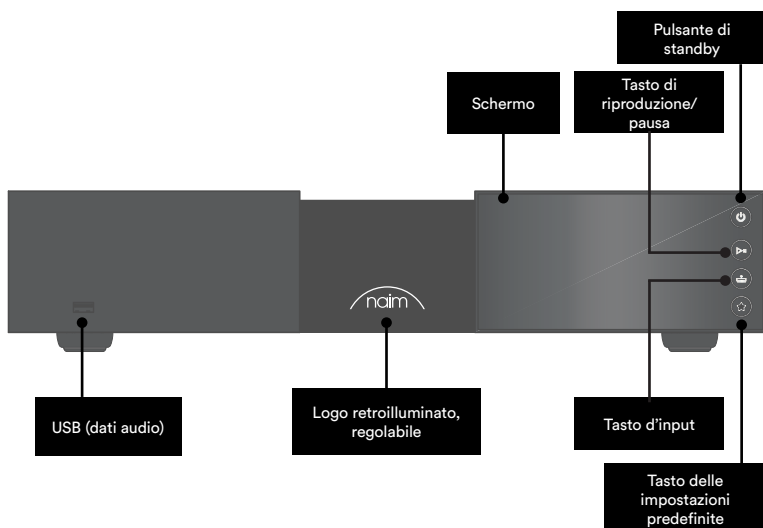 Pulsante di
standby
Tasto di
riproduzione/
pausa
Schermo
naim
USB (dati audio)
Logo retroilluminato,
regolabile
Tasto d’input
Tasto delle
impostazioni
predefinite